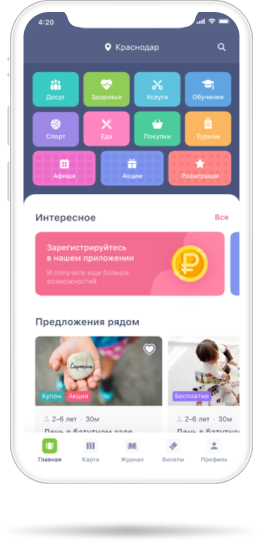 4:20
Краснодар
Досуг
Здоровье
Услуги
Обучение
Спорт
Еда
Покупки
Туризм
Афиша
Акции
Розыгрыши
Интересное
Все
Зарегистрируйтесь
в нашем приложении
И получите еще больше
возможностей
Предложения рядом
Купон
Акция
Бесплатно
2-6 лет · 30м
2-6 лет · 30м
День в батутном зале
День в батутном
Главная
Карта
Журнал
Билеты
Профиль